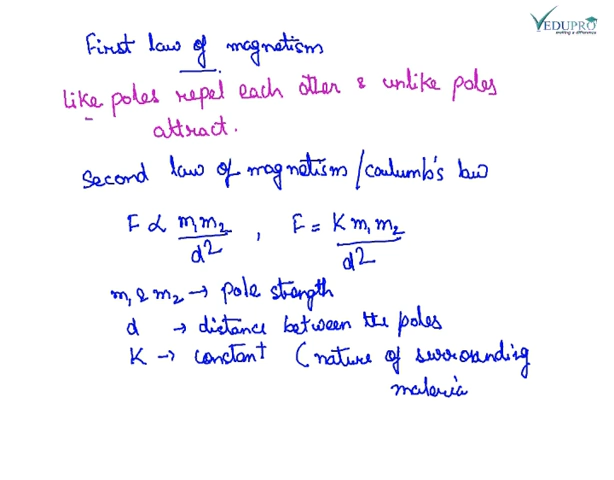 VEDUPRO
making a difference
First law of magnetism
Like poles repel each other & unlike poles
attract.
Second law of magnetism/Coulumb's law
F ∝ m₁m₂/d², F = K m₁m₂/d²
m₁ & m₂ → pole strength
d → distance between the poles
K → constant (nature of surrounding
materia